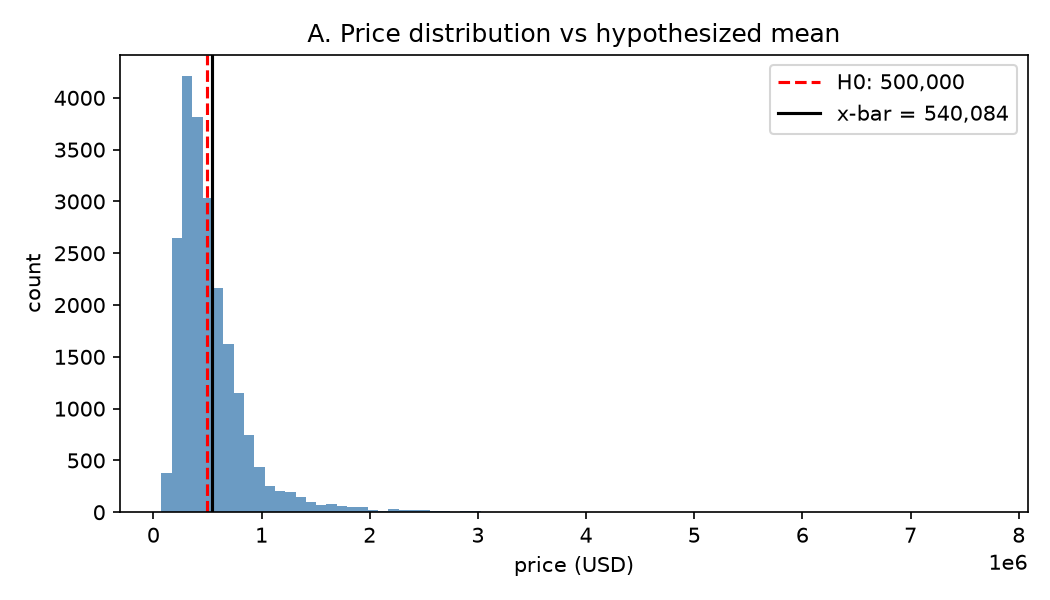 A. Price distribution vs hypothesized mean
H0: 500,000
x-bar = 540,084
count
4000
3500
3000
2500
2000
1500
1000
500
0
0 1 2 3 4 5 6 7 8
1e6
price (USD)